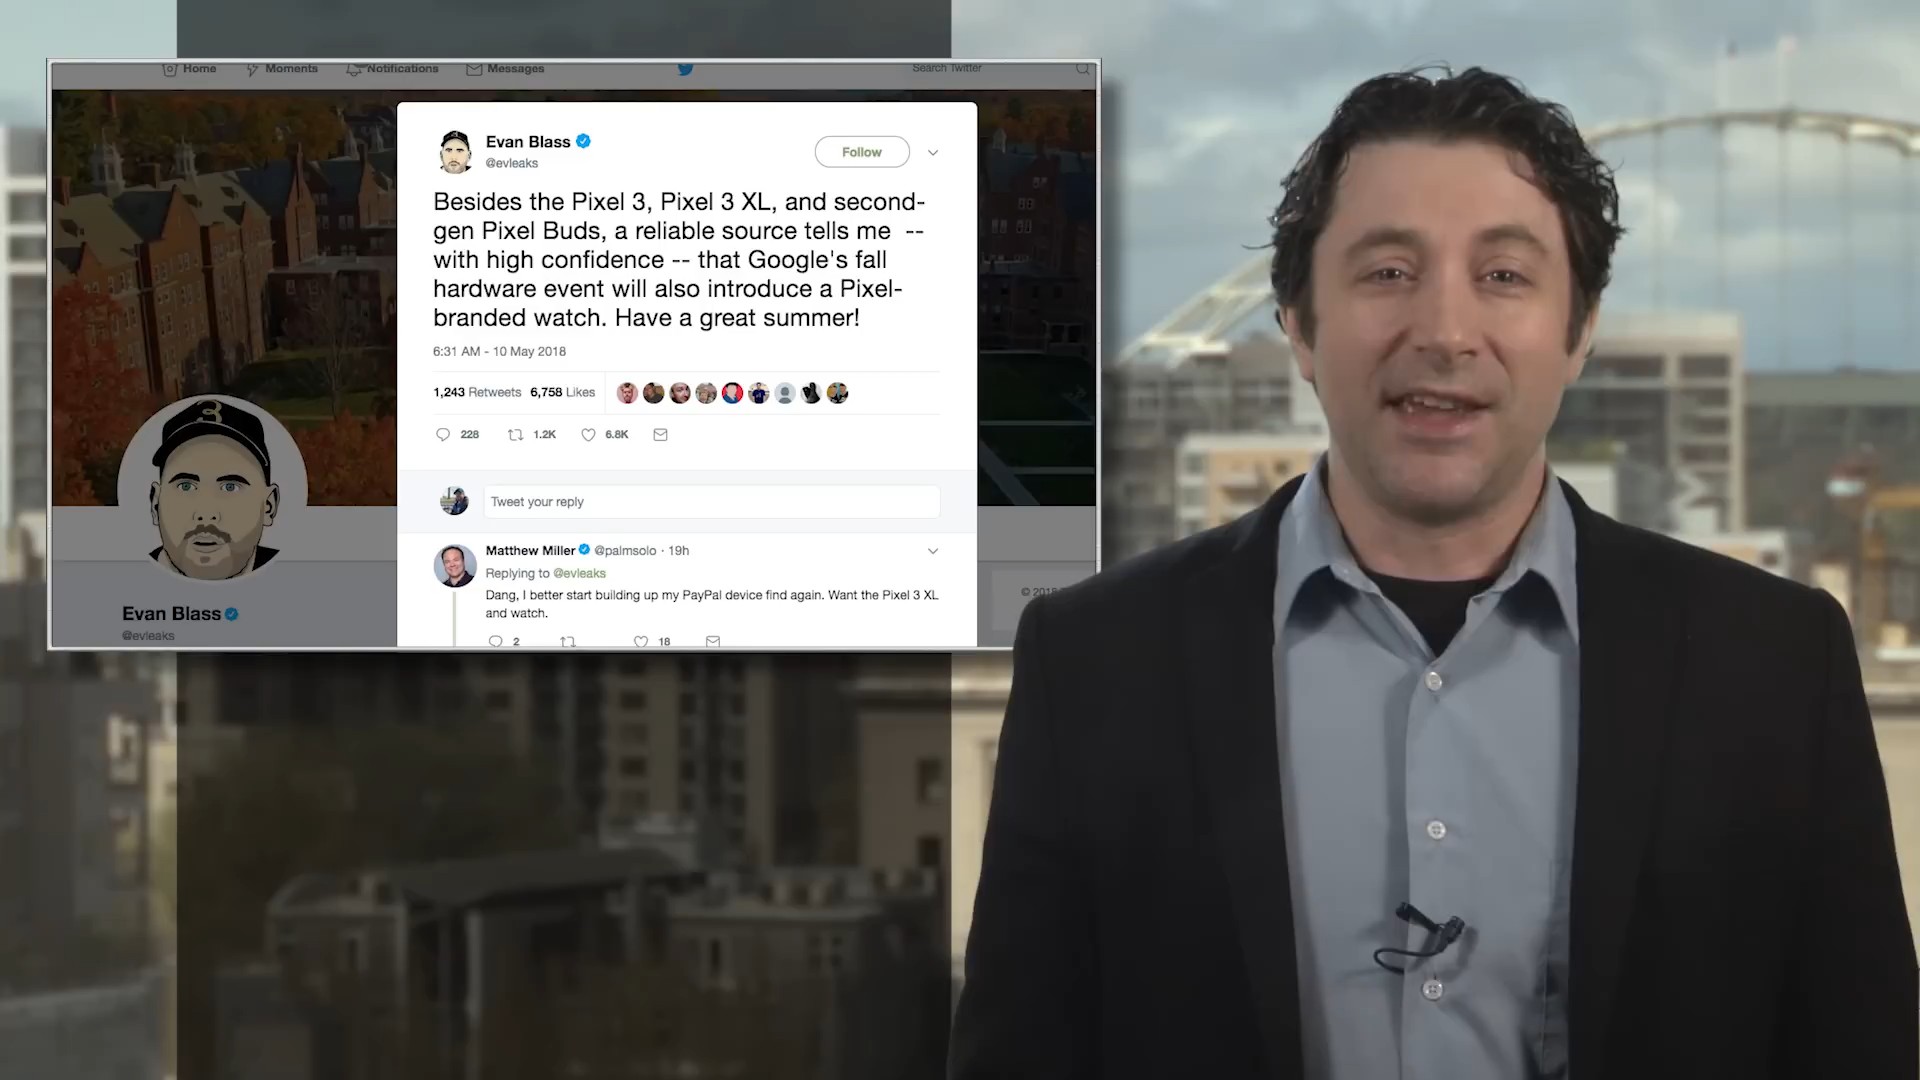 Home Moments Notifications Messages Search Twitter
Evan Blass
@evleaks
Follow
Besides the Pixel 3, Pixel 3 XL, and second-
gen Pixel Buds, a reliable source tells me --
with high confidence -- that Google's fall
hardware event will also introduce a Pixel-
branded watch. Have a great summer!
6:31 AM - 10 May 2018
1,243 Retweets 6,758 Likes
228 1.2K 6.8K
Tweet your reply
Matthew Miller @palmsolo · 19h
Replying to @evleaks
Dang, I better start building up my PayPal device find again. Want the Pixel 3 XL
and watch.
2 18
Evan Blass
@evleaks